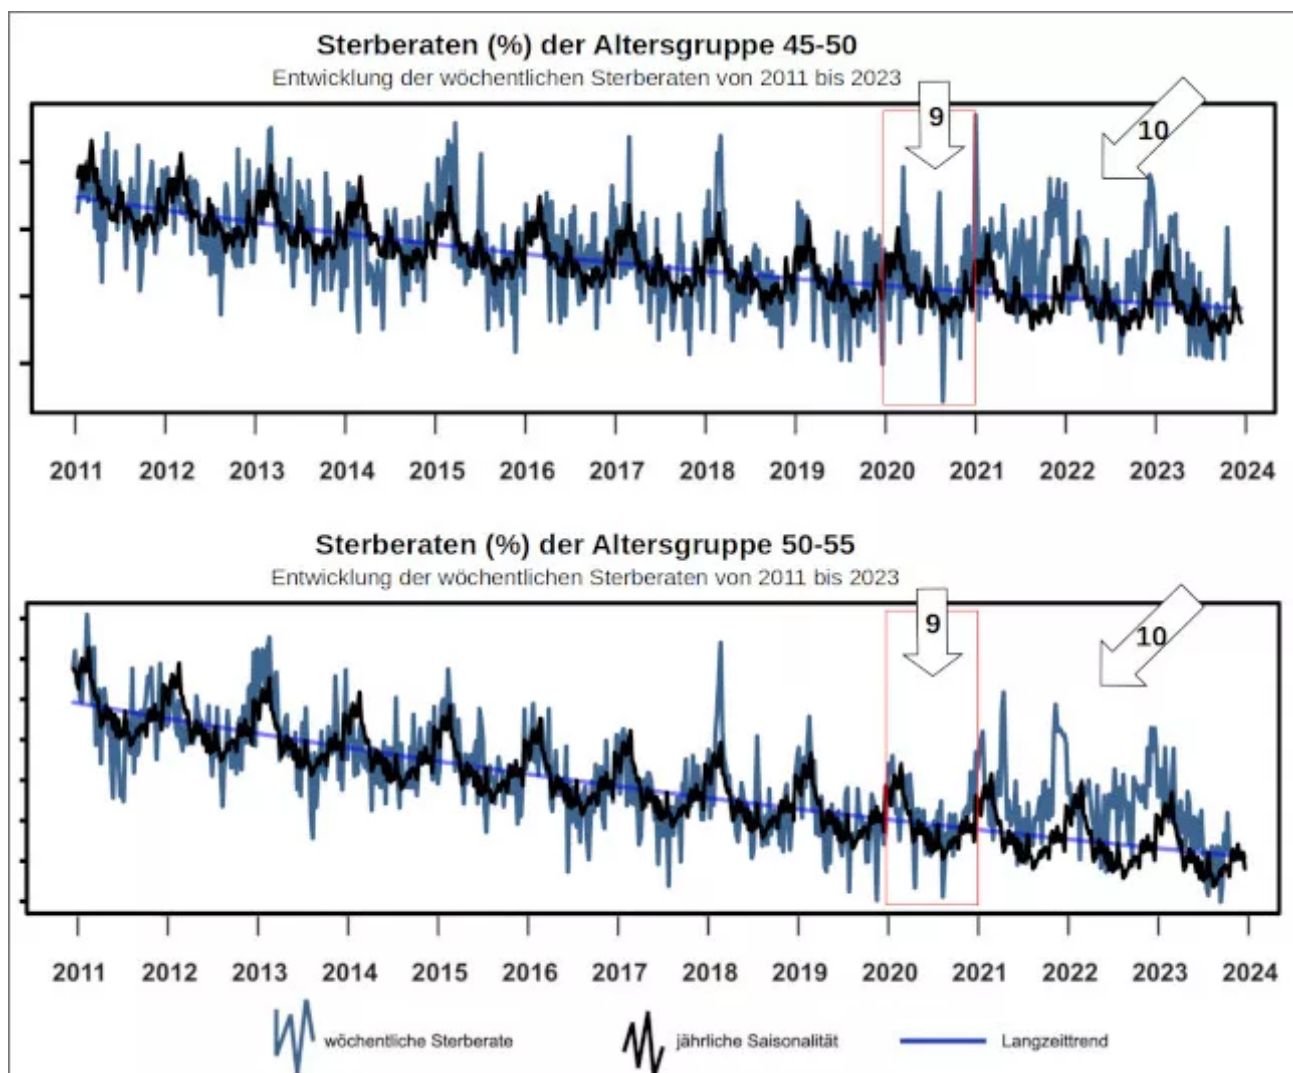 Sterberaten (%) der Altersgruppe 45-50
Entwicklung der wöchentlichen Sterberaten von 2011 bis 2023
9
10
2011 2012 2013 2014 2015 2016 2017 2018 2019 2020 2021 2022 2023 2024
Sterberaten (%) der Altersgruppe 50-55
Entwicklung der wöchentlichen Sterberaten von 2011 bis 2023
9
10
2011 2012 2013 2014 2015 2016 2017 2018 2019 2020 2021 2022 2023 2024
wöchentliche Sterberate jährliche Saisonalität Langzeittrend